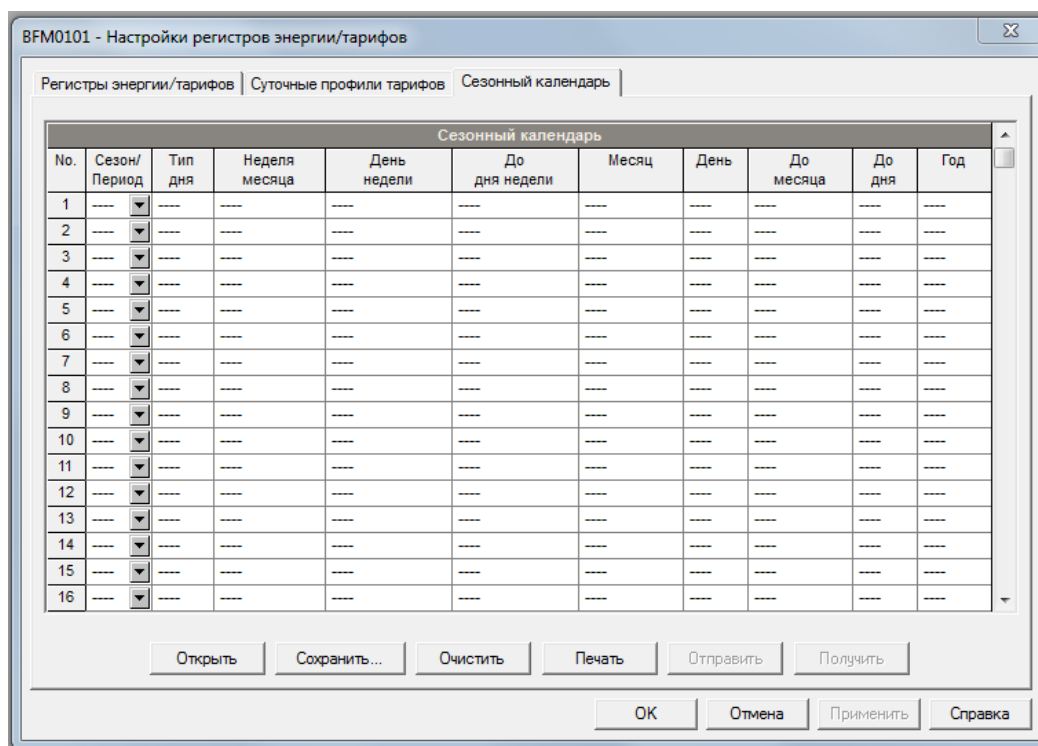 BFM0101 - Настройки регистров энергии/тарифов
Регистры энергии/тарифов Суточные профили тарифов Сезонный календарь
Сезонный календарь
No. Сезон/ Период Тип дня Неделя месяца День недели До дня недели Месяц День До месяца До дня Год
1 ---- ---- ---- ---- ---- ---- ---- ---- ---- ----
2 ---- ---- ---- ---- ---- ---- ---- ---- ---- ----
3 ---- ---- ---- ---- ---- ---- ---- ---- ---- ----
4 ---- ---- ---- ---- ---- ---- ---- ---- ---- ----
5 ---- ---- ---- ---- ---- ---- ---- ---- ---- ----
6 ---- ---- ---- ---- ---- ---- ---- ---- ---- ----
7 ---- ---- ---- ---- ---- ---- ---- ---- ---- ----
8 ---- ---- ---- ---- ---- ---- ---- ---- ---- ----
9 ---- ---- ---- ---- ---- ---- ---- ---- ---- ----
10 ---- ---- ---- ---- ---- ---- ---- ---- ---- ----
11 ---- ---- ---- ---- ---- ---- ---- ---- ---- ----
12 ---- ---- ---- ---- ---- ---- ---- ---- ---- ----
13 ---- ---- ---- ---- ---- ---- ---- ---- ---- ----
14 ---- ---- ---- ---- ---- ---- ---- ---- ---- ----
15 ---- ---- ---- ---- ---- ---- ---- ---- ---- ----
16 ---- ---- ---- ---- ---- ---- ---- ---- ---- ----
Открыть Сохранить... Очистить Печать Отправить Получить
OK Отмена Применить Справка